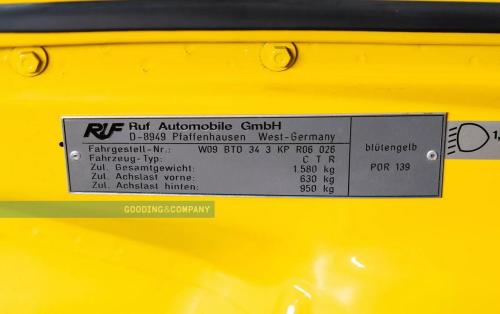 RUF Ruf Automobile GmbH
D-8949 Pfaffenhausen West-Germany
Fahrgestell-Nr.: W09 BTO 34 3 KP R06 026
Fahrzeug-Typ: C T R
Zul. Gesamtgewicht: 1.580 kg
Zul. Achslast vorne: 630 kg
Zul. Achslast hinten: 950 kg
blütengelb
POR 139
1,
GOODING&COMPANY